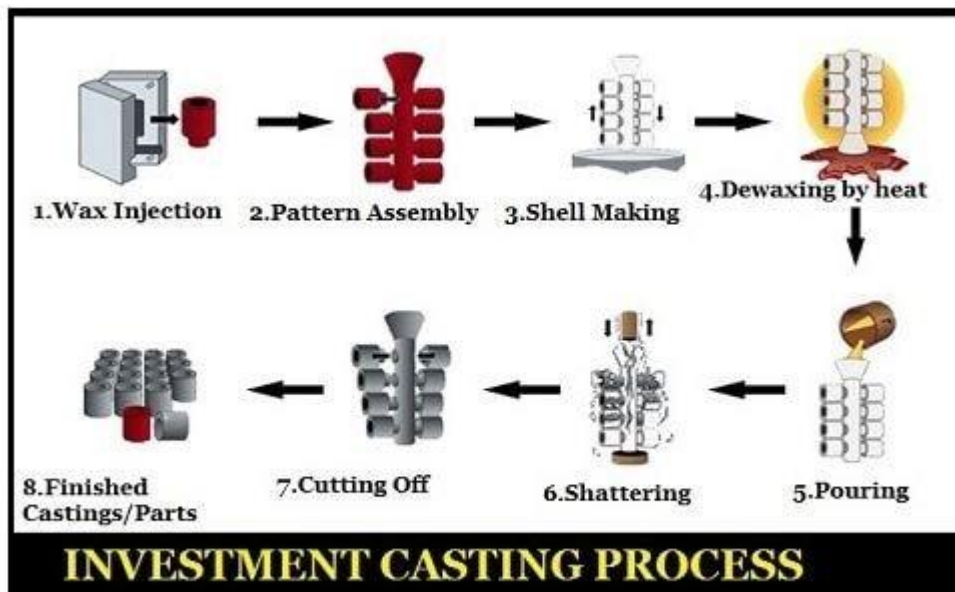 1.Wax Injection
2.Pattern Assembly
3.Shell Making
4.Dewaxing by heat
5.Pouring
6.Shattering
7.Cutting Off
8.Finished
Castings/Parts
INVESTMENT CASTING PROCESS